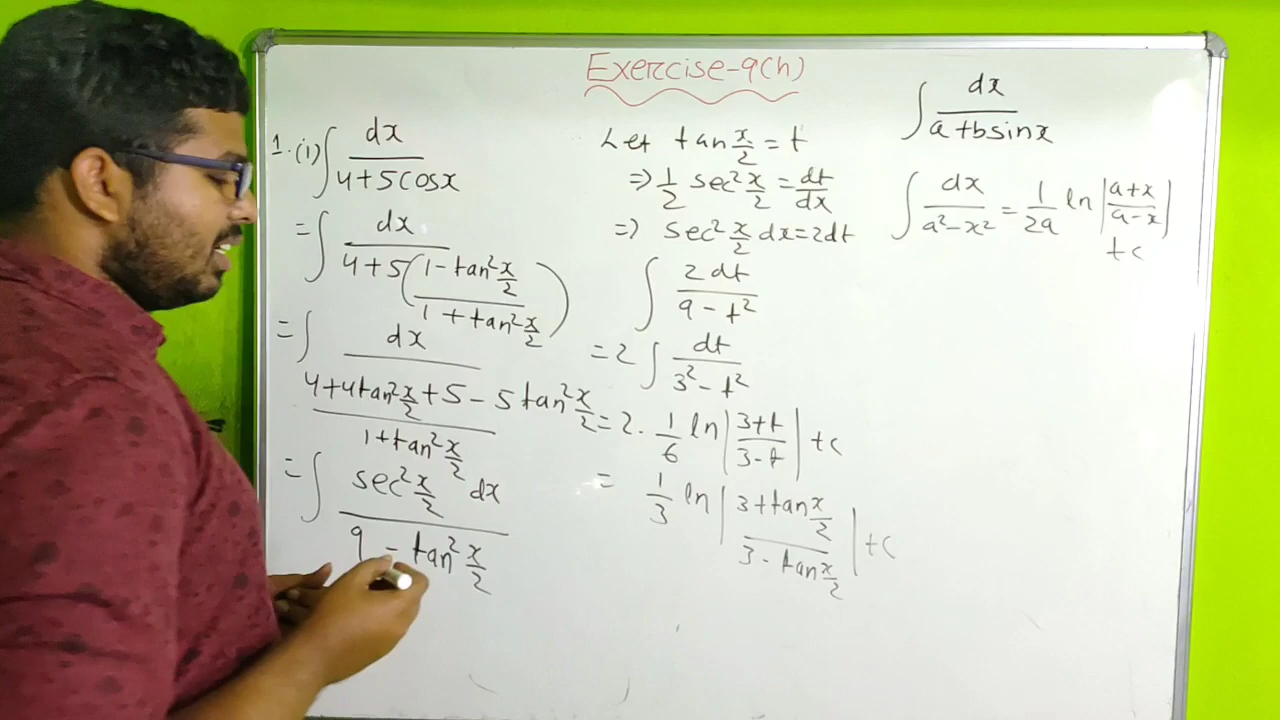 Exercise-9(h)
1.(i) ∫ dx / (4+5cosx)
= ∫ dx / (4+5((1-tan²x/2)/(1+tan²x/2)))
= ∫ dx / ((4+4tan²x/2+5-5tan²x/2)/(1+tan²x/2))
= ∫ sec²x/2 dx / (9-tan²x/2)
Let tan x/2 = t
⇒ 1/2 sec² x/2 = dt/dx
⇒ sec² x/2 dx = 2dt
∫ 2dt / (9-t²)
= 2 ∫ dt / (3²-t²)
= 2. 1/6 ln |(3+t)/(3-t)| +c
= 1/3 ln |(3+tan x/2)/(3-tan x/2)| +c
∫ dx / (a+bsinx)
∫ dx / (a²-x²) = 1/2a ln |(a+x)/(a-x)|
+c